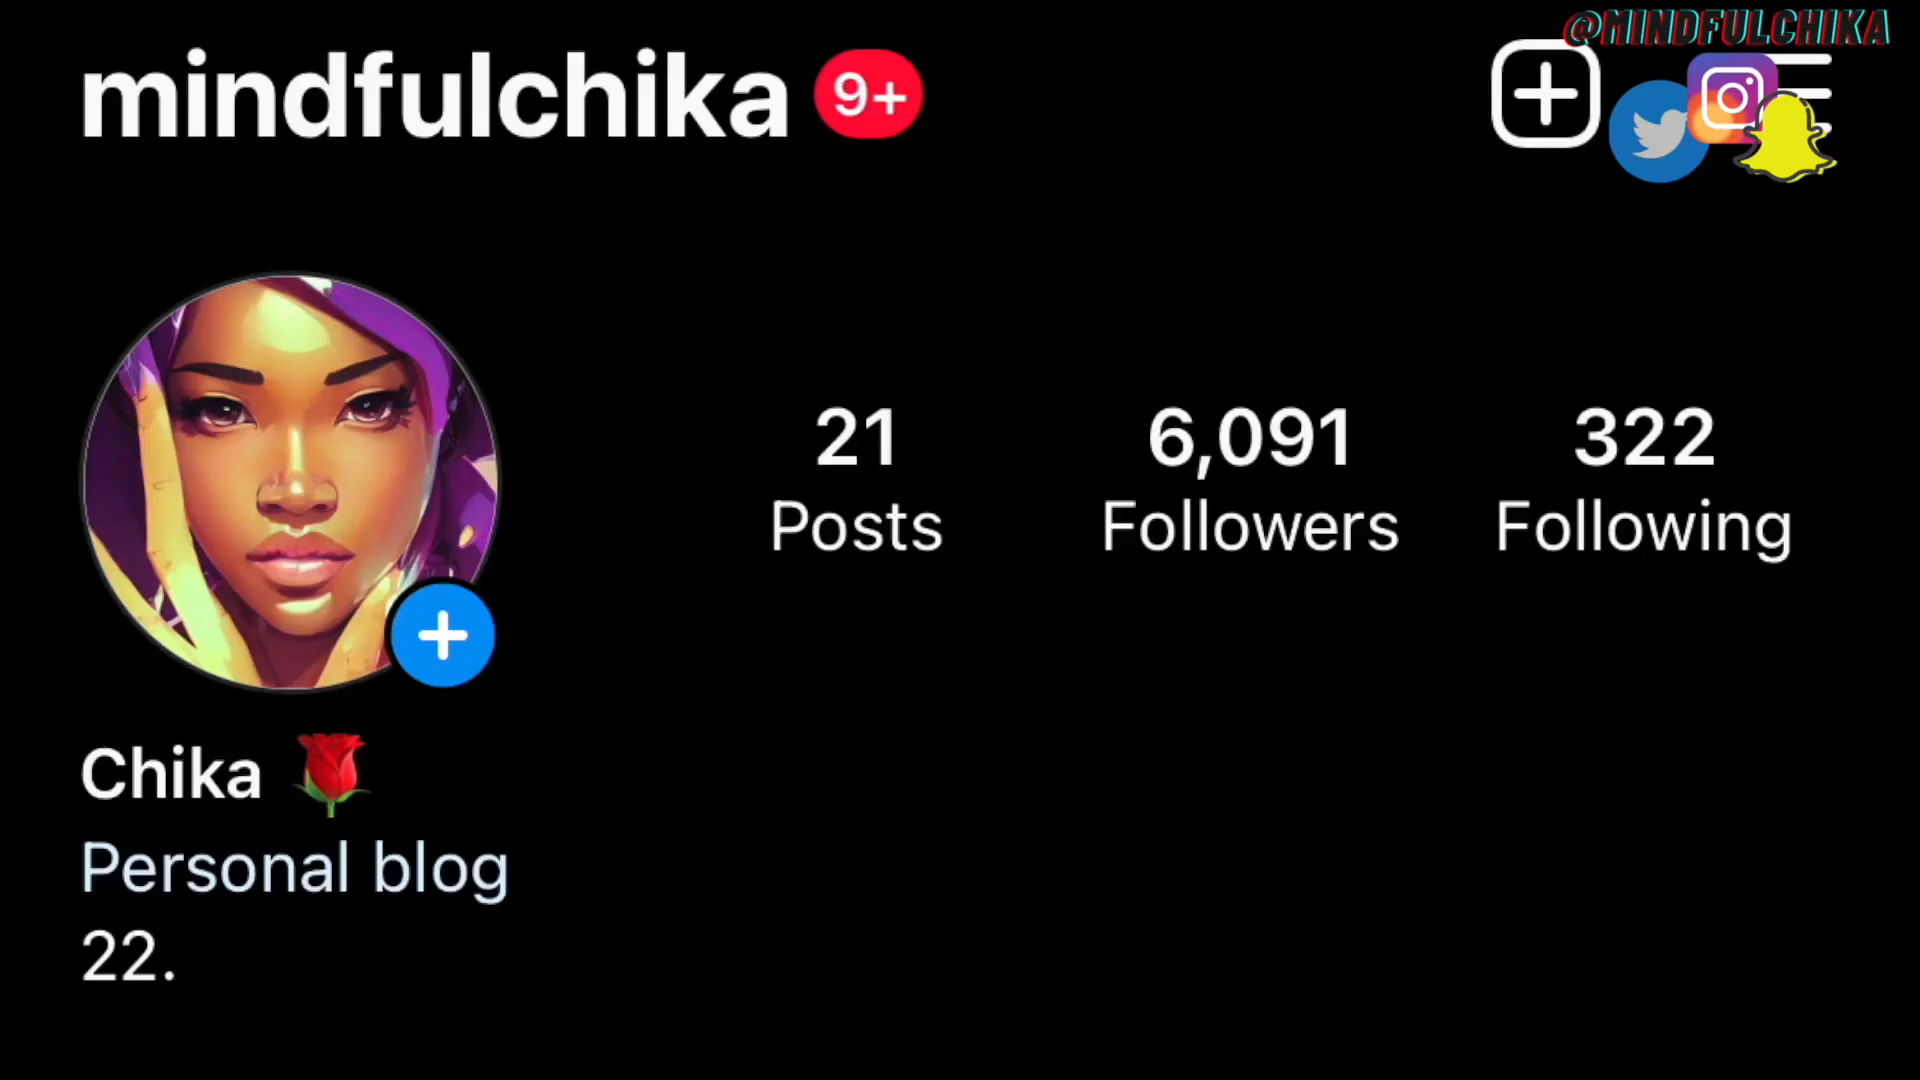 @MINDFULCHIKA
mindfulchika 9+
21 6,091 322
Posts Followers Following
Chika 🌹
Personal blog
22.